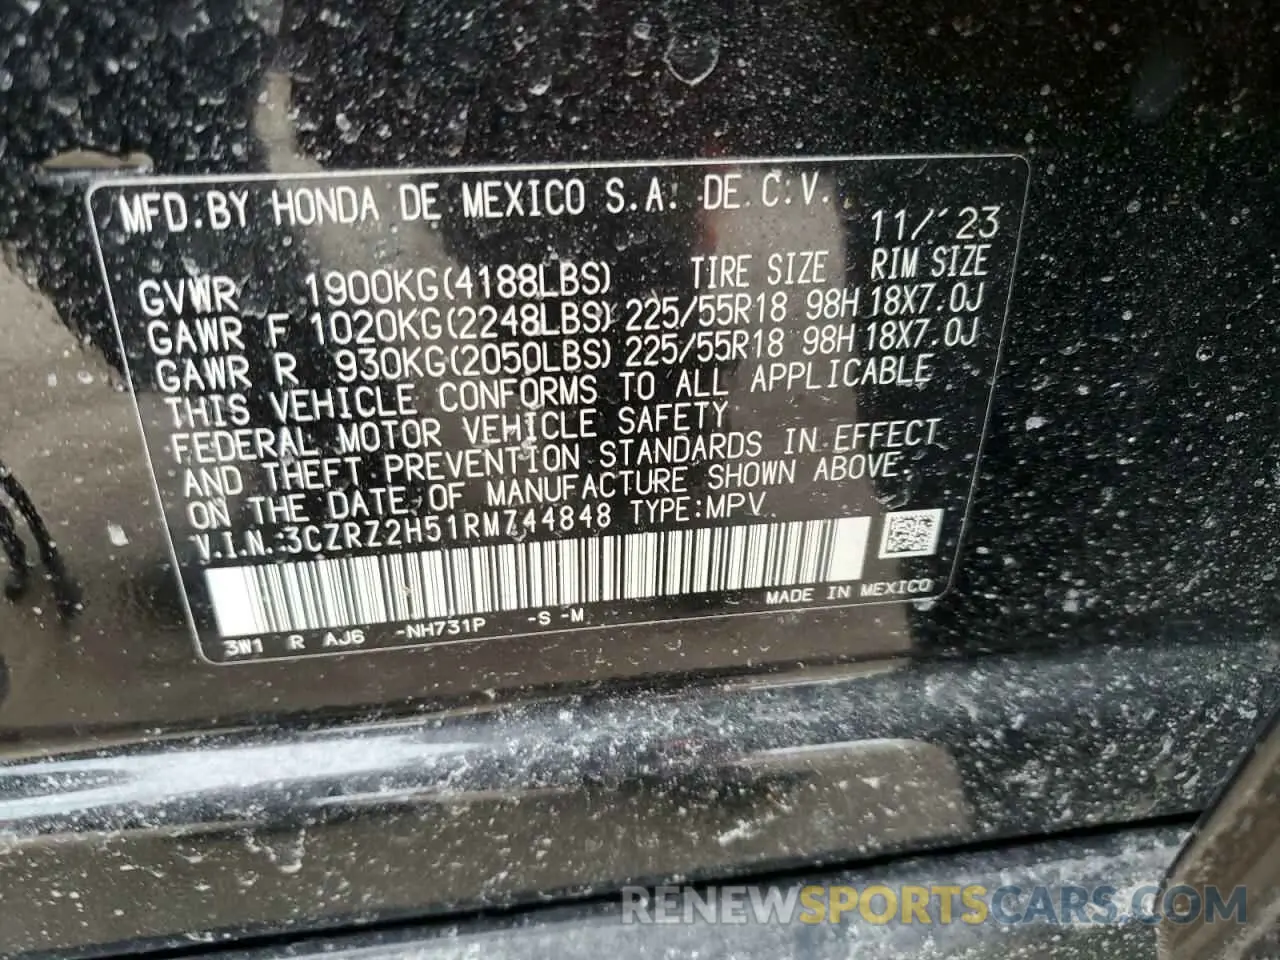 MFD.BY HONDA DE MEXICO S.A. DE C.V.
11/'23
GVWR 1900KG(4188LBS) TIRE SIZE RIM SIZE
GAWR F 1020KG(2248LBS) 225/55R18 98H 18X7.0J
GAWR R 930KG(2050LBS) 225/55R18 98H 18X7.0J
THIS VEHICLE CONFORMS TO ALL APPLICABLE
FEDERAL MOTOR VEHICLE SAFETY
AND THEFT PREVENTION STANDARDS IN EFFECT
ON THE DATE OF MANUFACTURE SHOWN ABOVE.
V.I.N.:3CZRZ2H51RM744848 TYPE:MPV
MADE IN MEXICO
3W1 R AJ6 -NH731P -S -M
RENEWSPORTSCARS.COM